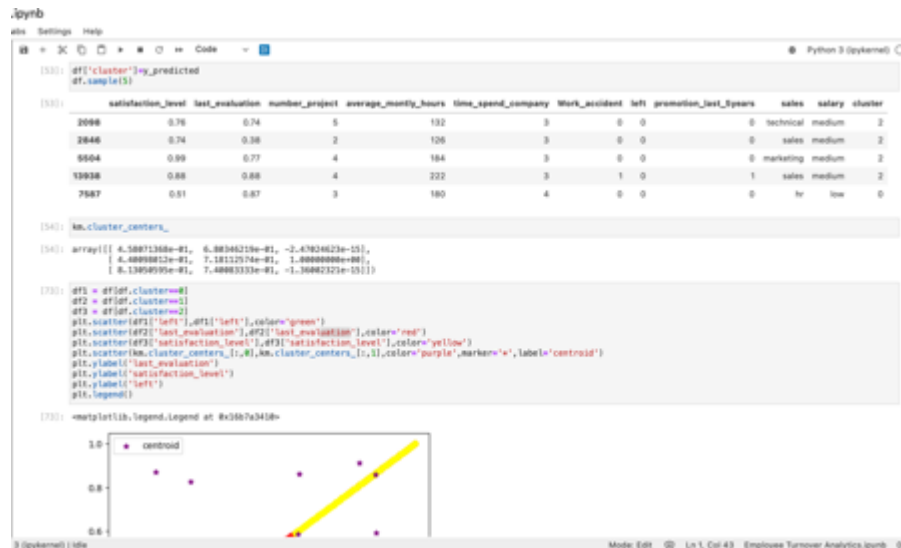 .ipynb
abs Settings Help
Code Python 3 (ipykernel)
[53]: df['cluster']=y_predicted
df.sample(5)
[53]: satisfaction_level last_evaluation number_project average_montly_hours time_spend_company Work_accident left promotion_last_5years sales salary cluster
2098 0.76 0.74 5 132 3 0 0 0 technical medium 2
2846 0.74 0.38 2 126 3 0 0 0 sales medium 2
5504 0.99 0.77 4 184 3 0 0 0 marketing medium 2
13938 0.88 0.88 4 222 3 1 0 1 sales medium 2
7587 0.51 0.87 3 180 4 0 0 0 hr low 0
[54]: km.cluster_centers_
[54]: array([[ 4.58071368e-01, 6.80346219e-01, -2.47024623e-15],
[ 4.40098012e-01, 7.18112574e-01, 1.00000000e+00],
[ 8.13050595e-01, 7.40083333e-01, -1.36002321e-15]])
[73]: df1 = df[df.cluster==0]
df2 = df[df.cluster==1]
df3 = df[df.cluster==2]
plt.scatter(df1['left'],df1['left'],color='green')
plt.scatter(df2['last_evaluation'],df2['last_evaluation'],color='red')
plt.scatter(df3['satisfaction_level'],df3['satisfaction_level'],color='yellow')
plt.scatter(km.cluster_centers_[:,0],km.cluster_centers_[:,1],color='purple',marker='*',label='centroid')
plt.ylabel('last_evaluation')
plt.ylabel('satisfaction_level')
plt.ylabel('left')
plt.legend()
[73]: <matplotlib.legend.Legend at 0x16b7a3410>
1.0 centroid
0.8
0.6
3 (ipykernel) | Idle Mode: Edit Ln 1, Col 43 Employee Turnover Analytics.ipynb